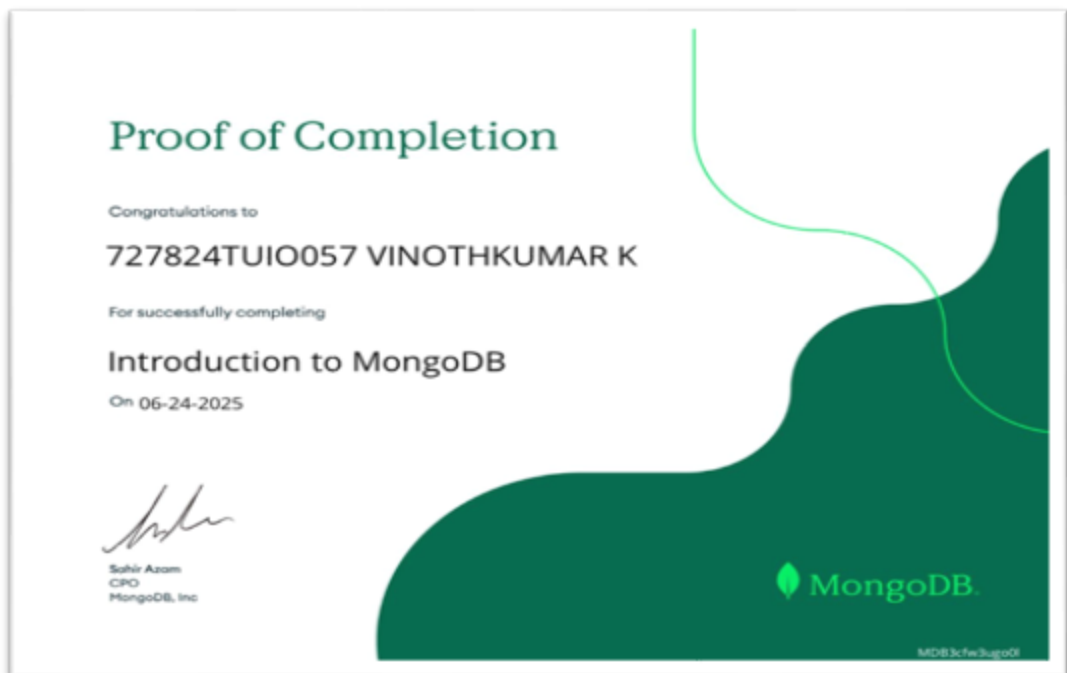 Proof of Completion
Congratulations to
727824TUIO057 VINOTHKUMAR K
For successfully completing
Introduction to MongoDB
On 06-24-2025
Sahir Azam
CPO
MongoDB, Inc
MongoDB.
MDB3cfw3ugo0l